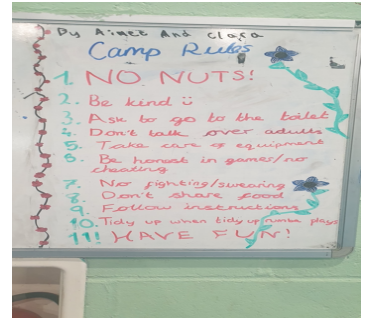 By Aimee And Clara
Camp Rules
1. NO NUTS!
2. Be kind ü
3. Ask to go to the toilet
4. Don't talk over adults
5. Take care of equipment
6. Be honest in games/no
cheating
7. No fighting/swearing
8. Don't share food
9. Follow instructions
10. Tidy up when tidy up numba plays
11! HAVE FUN!